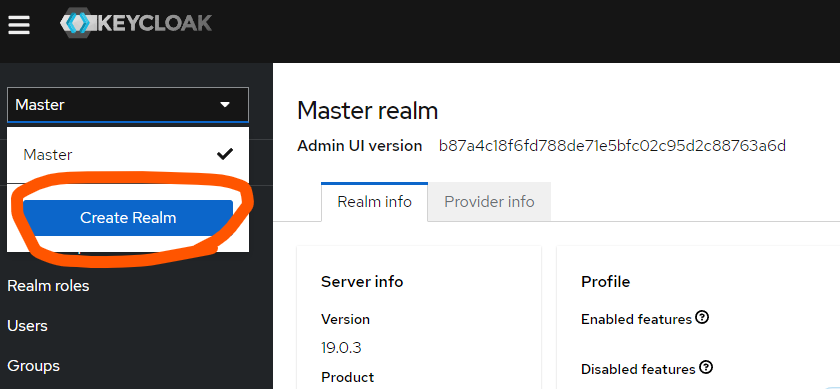 KEYCLOAK
Master
Master
Create Realm
Realm roles
Users
Groups
Master realm
Admin UI version b87a4c18f6fd788de71e5bfc02c95d2c88763a6d
Realm info Provider info
Server info
Version
19.0.3
Product
Profile
Enabled features
Disabled features